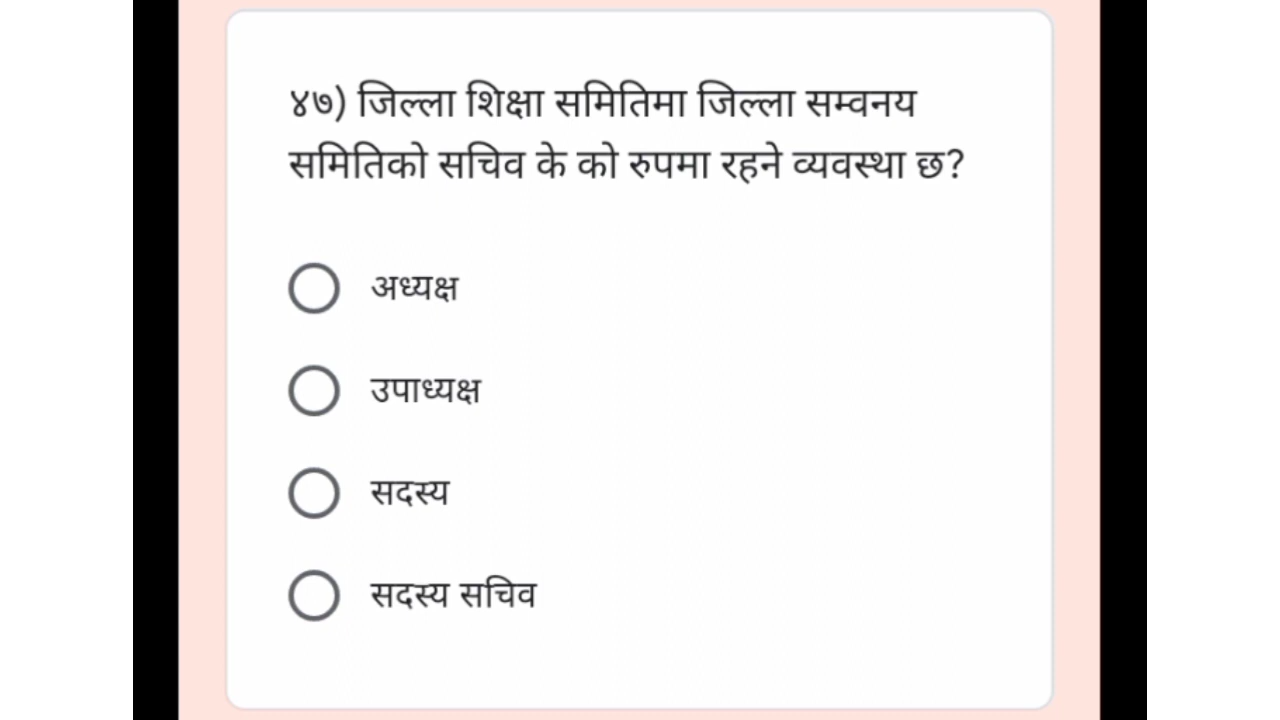 ४७) जिल्ला शिक्षा समितिमा जिल्ला सम्वनय
समितिको सचिव के को रुपमा रहने व्यवस्था छ?
अध्यक्ष
उपाध्यक्ष
सदस्य
सदस्य सचिव